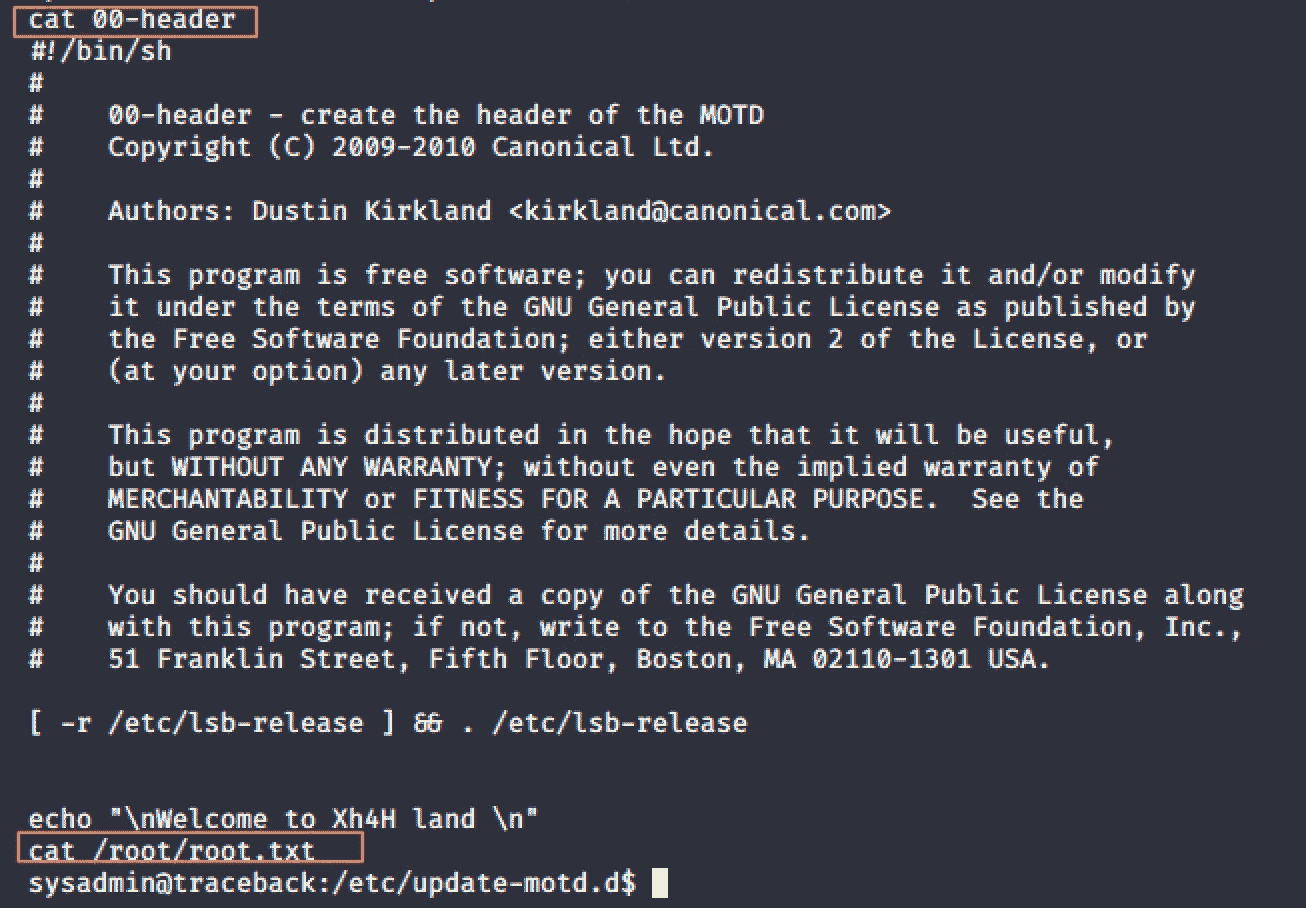 cat 00-header
#!/bin/sh
#
#    00-header - create the header of the MOTD
#    Copyright (C) 2009-2010 Canonical Ltd.
#
#    Authors: Dustin Kirkland <kirkland@canonical.com>
#
#    This program is free software; you can redistribute it and/or modify
#    it under the terms of the GNU General Public License as published by
#    the Free Software Foundation; either version 2 of the License, or
#    (at your option) any later version.
#
#    This program is distributed in the hope that it will be useful,
#    but WITHOUT ANY WARRANTY; without even the implied warranty of
#    MERCHANTABILITY or FITNESS FOR A PARTICULAR PURPOSE.  See the
#    GNU General Public License for more details.
#
#    You should have received a copy of the GNU General Public License along
#    with this program; if not, write to the Free Software Foundation, Inc.,
#    51 Franklin Street, Fifth Floor, Boston, MA 02110-1301 USA.
[ -r /etc/lsb-release ] && . /etc/lsb-release
echo "\nWelcome to Xh4H land \n"
cat /root/root.txt
sysadmin@traceback:/etc/update-motd.d$